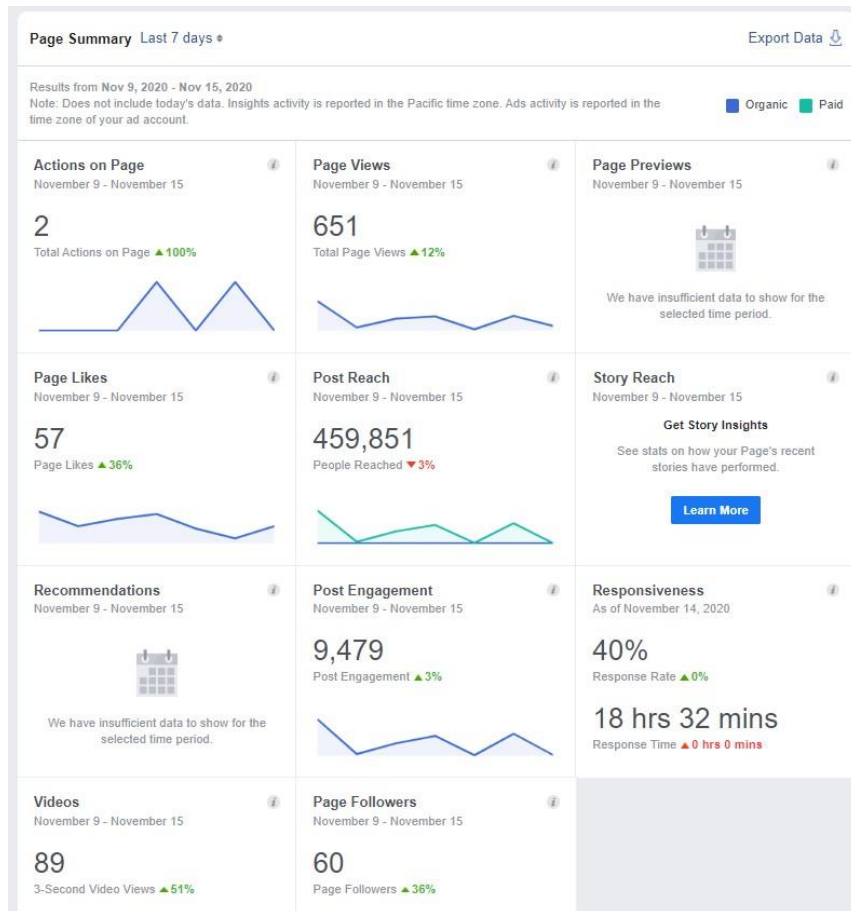 Page Summary Last 7 days
Export Data
Results from Nov 9, 2020 - Nov 15, 2020
Note: Does not include today's data. Insights activity is reported in the Pacific time zone. Ads activity is reported in the
time zone of your ad account.
Organic Paid
Actions on Page
November 9 - November 15
2
Total Actions on Page ▲100%
Page Views
November 9 - November 15
651
Total Page Views ▲12%
Page Previews
November 9 - November 15
We have insufficient data to show for the
selected time period.
Page Likes
November 9 - November 15
57
Page Likes ▲36%
Post Reach
November 9 - November 15
459,851
People Reached ▼3%
Story Reach
November 9 - November 15
Get Story Insights
See stats on how your Page's recent
stories have performed.
Learn More
Recommendations
November 9 - November 15
We have insufficient data to show for the
selected time period.
Post Engagement
November 9 - November 15
9,479
Post Engagement ▲3%
Responsiveness
As of November 14, 2020
40%
Response Rate ▲0%
18 hrs 32 mins
Response Time ▲0 hrs 0 mins
Videos
November 9 - November 15
89
3-Second Video Views ▲51%
Page Followers
November 9 - November 15
60
Page Followers ▲36%